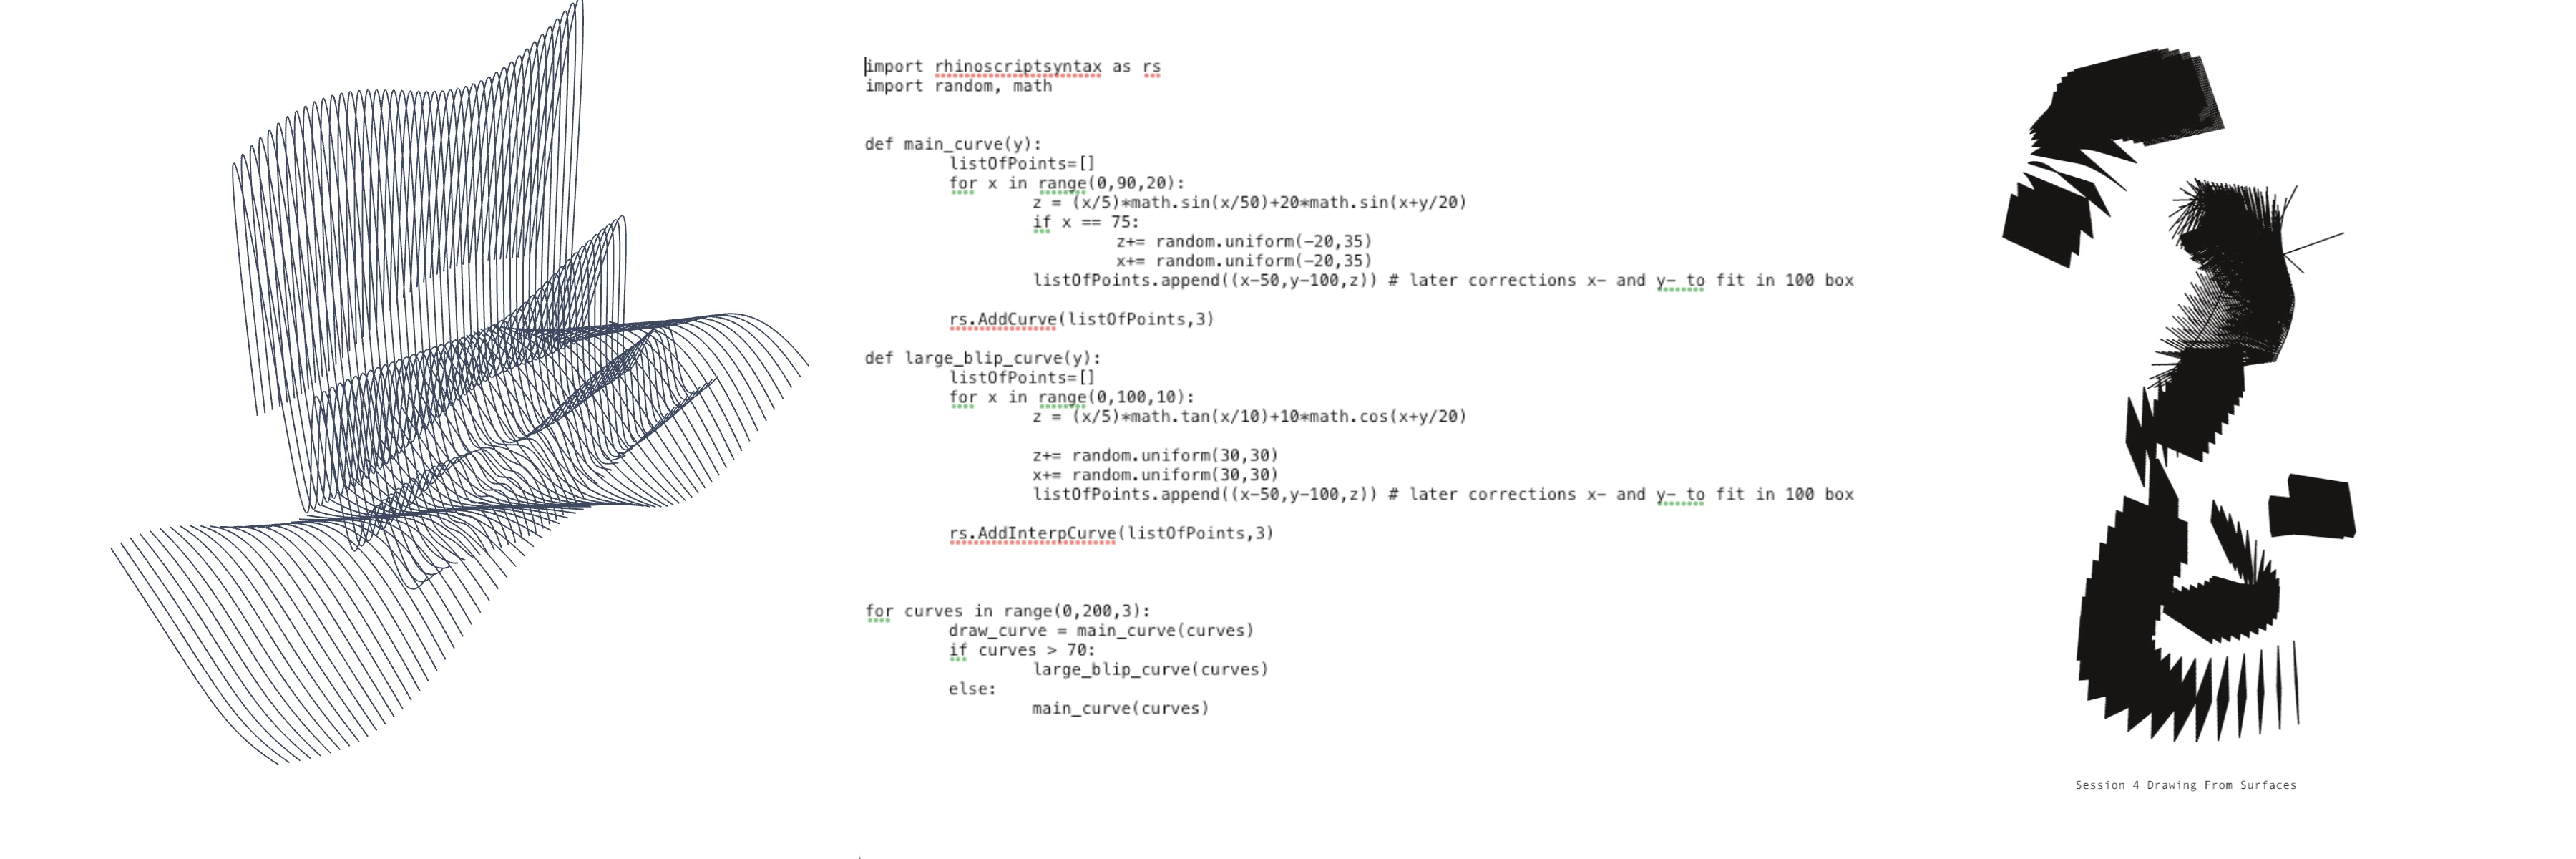 import rhinoscriptsyntax as rs
import random, math
def main_curve(y):
listOfPoints=[]
for x in range(0,90,20):
z = (x/5)*math.sin(x/50)+20*math.sin(x+y/20)
if x == 75:
z+= random.uniform(-20,35)
x+= random.uniform(-20,35)
listOfPoints.append((x-50,y-100,z)) # later corrections x- and y- to fit in 100 box
rs.AddCurve(listOfPoints,3)
def large_blip_curve(y):
listOfPoints=[]
for x in range(0,100,10):
z = (x/5)*math.tan(x/10)+10*math.cos(x+y/20)
z+= random.uniform(30,30)
x+= random.uniform(30,30)
listOfPoints.append((x-50,y-100,z)) # later corrections x- and y- to fit in 100 box
rs.AddInterpCurve(listOfPoints,3)
for curves in range(0,200,3):
draw_curve = main_curve(curves)
if curves > 70:
large_blip_curve(curves)
else:
main_curve(curves)
Session 4 Drawing From Surfaces